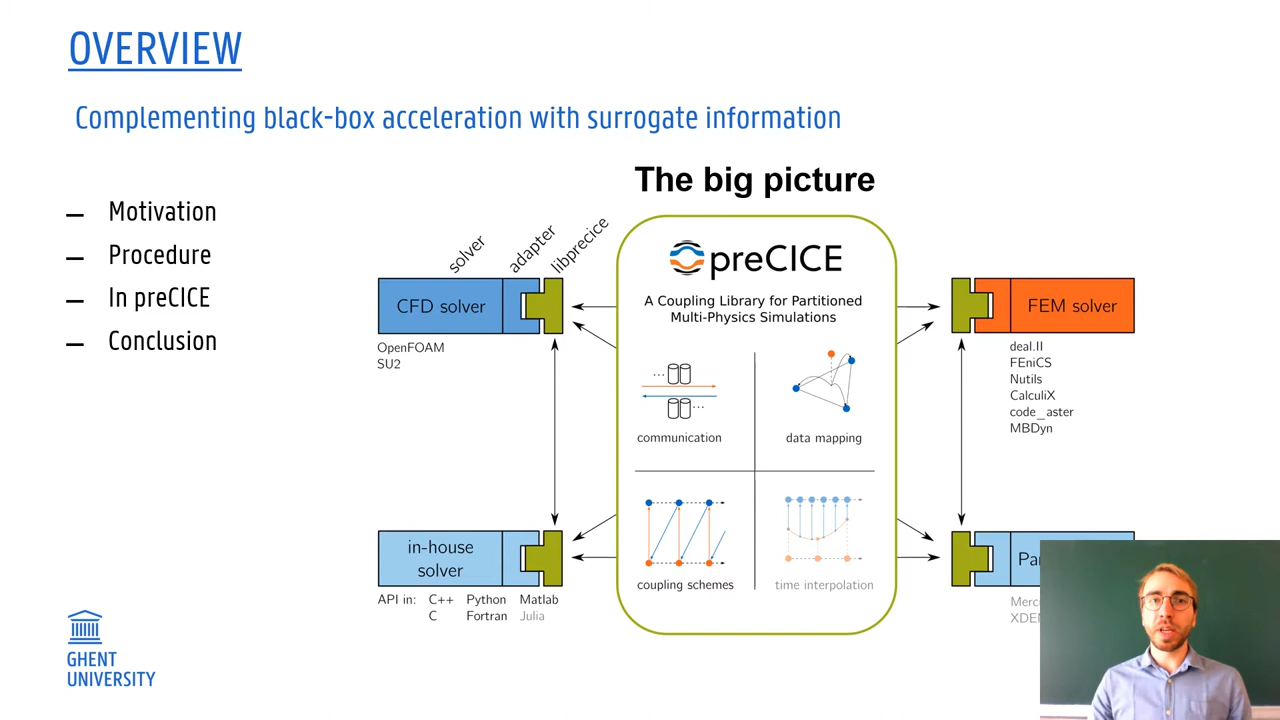 OVERVIEW
Complementing black-box acceleration with surrogate information
– Motivation
– Procedure
– In preCICE
– Conclusion
The big picture
solver
adapter
libprecice
CFD solver
OpenFOAM
SU2
preCICE
A Coupling Library for Partitioned
Multi-Physics Simulations
communication
data mapping
coupling schemes
time interpolation
FEM solver
deal.II
FEniCS
Nutils
CalculiX
code_aster
MBDyn
in-house
solver
API in: C++ Python Matlab
C Fortran Julia
GHENT
UNIVERSITY